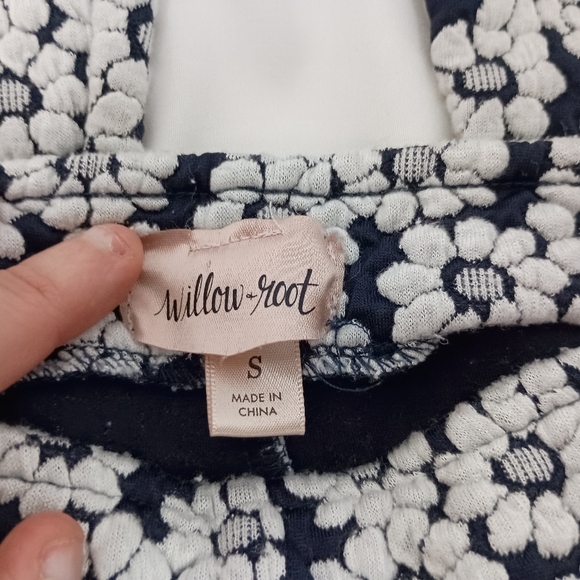 willow + root
S
MADE IN
CHINA